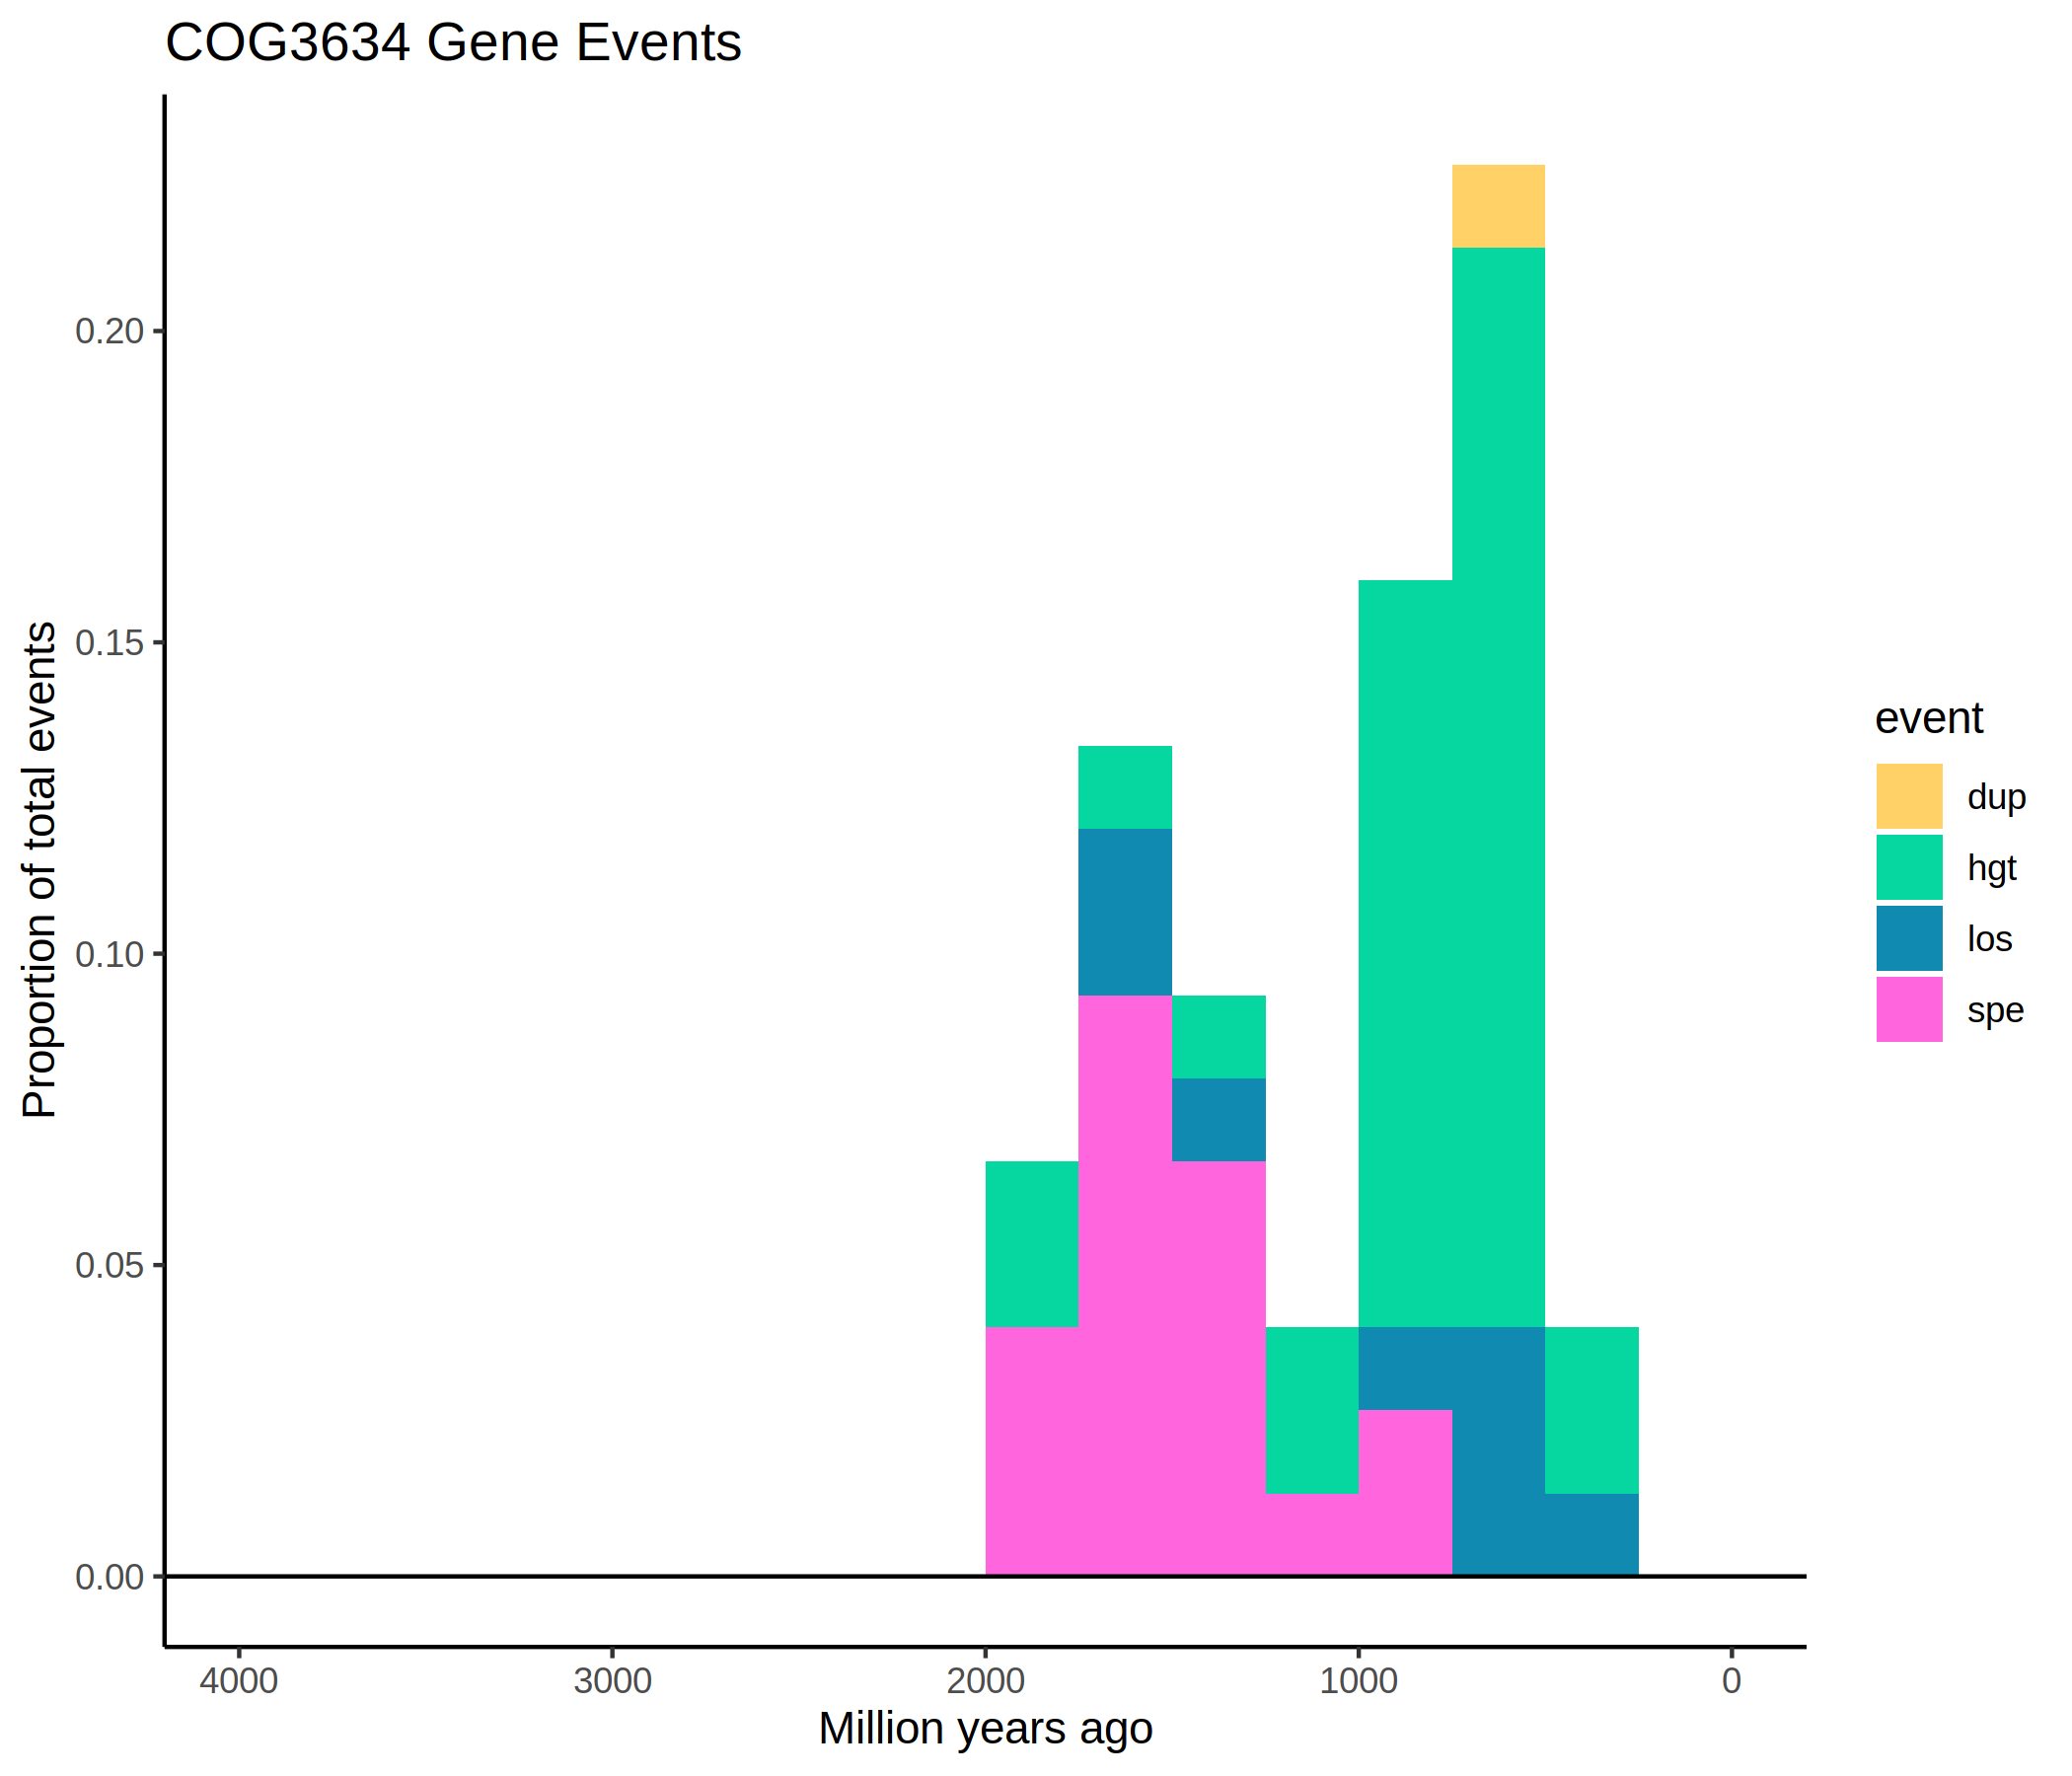 COG3634 Gene Events
Proportion of total events
0.20
0.15
0.10
0.05
0.00
4000 3000 2000 1000 0
Million years ago
event
dup
hgt
los
spe